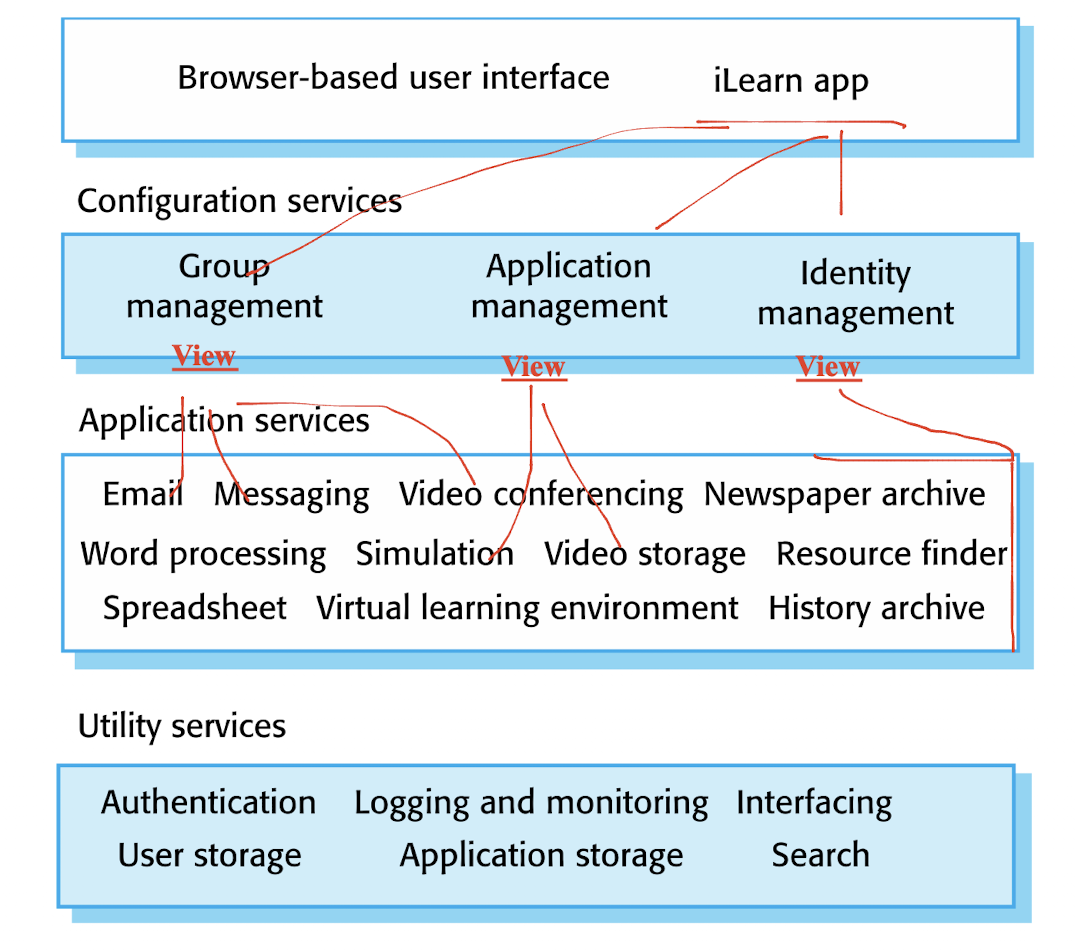 Browser-based user interface iLearn app
Configuration services
Group management Application management Identity management
View View View
Application services
Email Messaging Video conferencing Newspaper archive
Word processing Simulation Video storage Resource finder
Spreadsheet Virtual learning environment History archive
Utility services
Authentication Logging and monitoring Interfacing
User storage Application storage Search